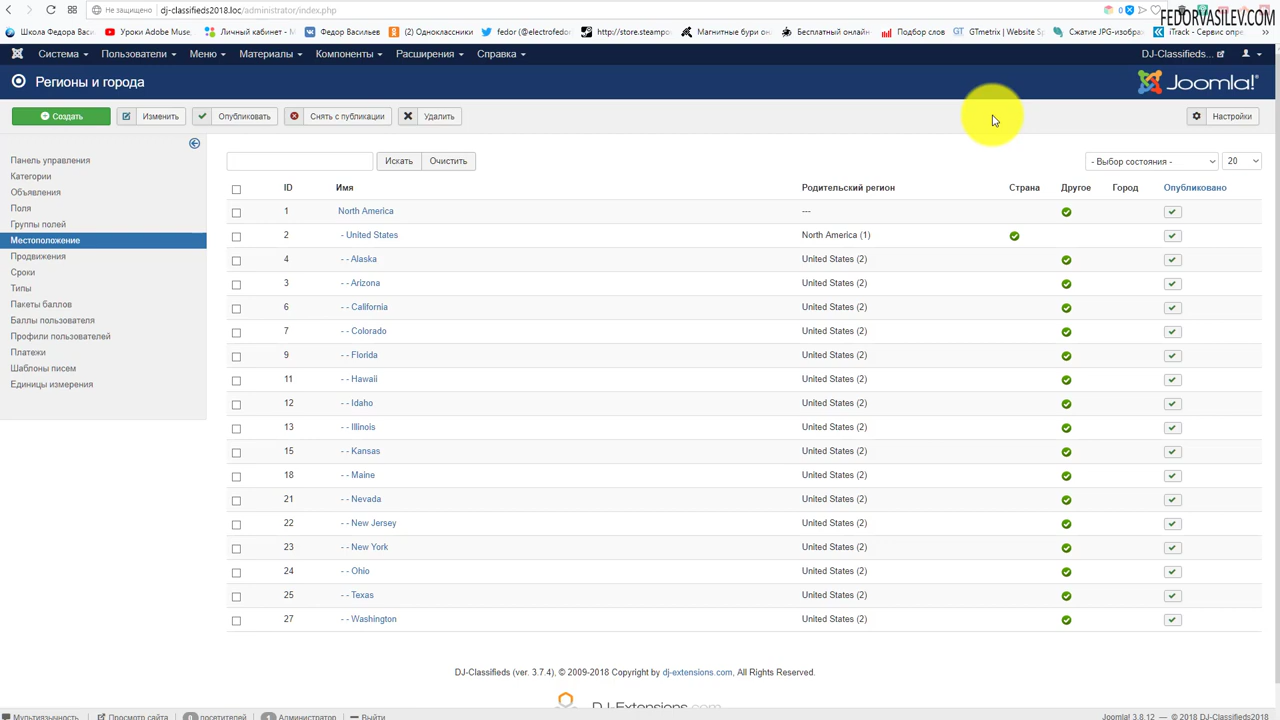 Не защищено dj-classifieds2018.loc/administrator/index.php
FEDORVASILEV.COM
Школа Федора Васи. Уроки Adobe Muse, Личный кабинет - М Федор Васильев (2) Одноклассники fedor (@electrofedor) http://store.steampo Магнитные бури он Бесплатный онлайн Подбор слов GTmetrix | Website Sp Сжатие JPG-изобра iTrack - Сервис опре
Система Пользователи Меню Материалы Компоненты Расширения Справка DJ-Classifieds...
Регионы и города Joomla!
Создать Изменить Опубликовать Снять с публикации Удалить Настройки
Панель управления
Категории
Объявления
Поля
Группы полей
Местоположение
Продвижения
Сроки
Типы
Пакеты баллов
Баллы пользователя
Профили пользователей
Платежи
Шаблоны писем
Единицы измерения
Искать Очистить - Выбор состояния - 20
ID Имя Родительский регион Страна Другое Город Опубликовано
1 North America ---
2 - United States North America (1)
4 - - Alaska United States (2)
3 - - Arizona United States (2)
6 - - California United States (2)
7 - - Colorado United States (2)
9 - - Florida United States (2)
11 - - Hawaii United States (2)
12 - - Idaho United States (2)
13 - - Illinois United States (2)
15 - - Kansas United States (2)
18 - - Maine United States (2)
21 - - Nevada United States (2)
22 - - New Jersey United States (2)
23 - - New York United States (2)
24 - - Ohio United States (2)
25 - - Texas United States (2)
27 - - Washington United States (2)
DJ-Classifieds (ver. 3.7.4), © 2009-2018 Copyright by dj-extensions.com, All Rights Reserved.
DJ-Extensions.com
Мультиязычность Просмотр сайта 0 посетителей 1 Администратор Выйти Joomla! 3.8.12 — © 2018 DJ-Classifieds2018